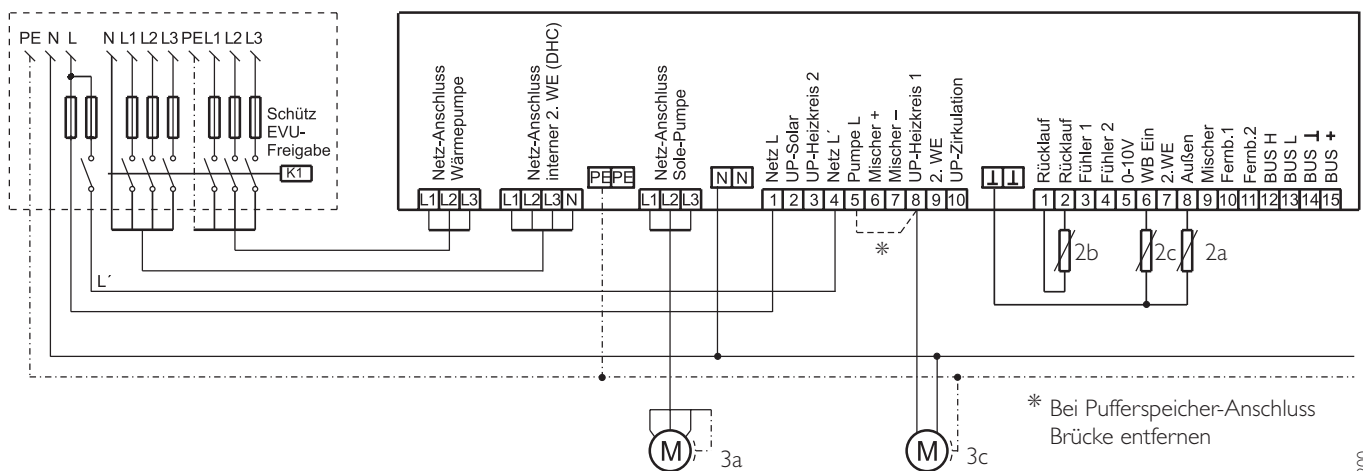 PE N L N L1 L2 L3 PE L1 L2 L3
Schütz
EVU-
Freigabe
K1
L´
Netz-Anschluss
Wärmepumpe
L1 L2 L3
Netz-Anschluss
interner 2. WE (DHC)
L1 L2 L3 N
PE PE
Netz-Anschluss
Sole-Pumpe
L1 L2 L3
N N
Netz L
UP-Solar
UP-Heizkreis 2
Netz L´
Pumpe L
Mischer +
Mischer –
UP-Heizkreis 1
2. WE
UP-Zirkulation
1 2 3 4 5 6 7 8 9 10
*
Rücklauf
Rücklauf
Fühler 1
Fühler 2
0-10V
WB Ein
2.WE
Außen
Mischer
Fernb.1
Fernb.2
BUS H
BUS L
BUS ⊥
BUS +
1 2 3 4 5 6 7 8 9 10 11 12 13 14 15
2b
2c
2a
M
3a
M
3c
* Bei Pufferspeicher-Anschluss
Brücke entfernen